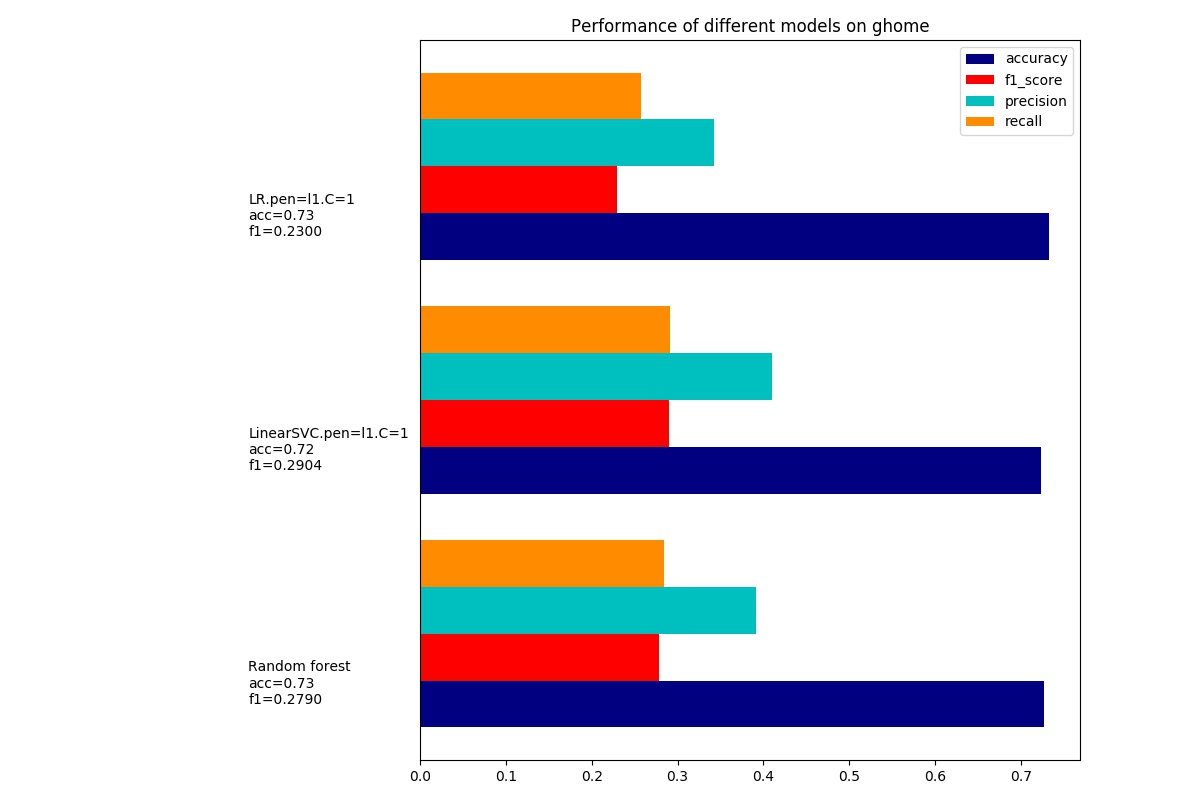 Performance of different models on ghome
accuracy
f1_score
precision
recall
LR.pen=l1.C=1
acc=0.73
f1=0.2300
LinearSVC.pen=l1.C=1
acc=0.72
f1=0.2904
Random forest
acc=0.73
f1=0.2790
0.0 0.1 0.2 0.3 0.4 0.5 0.6 0.7